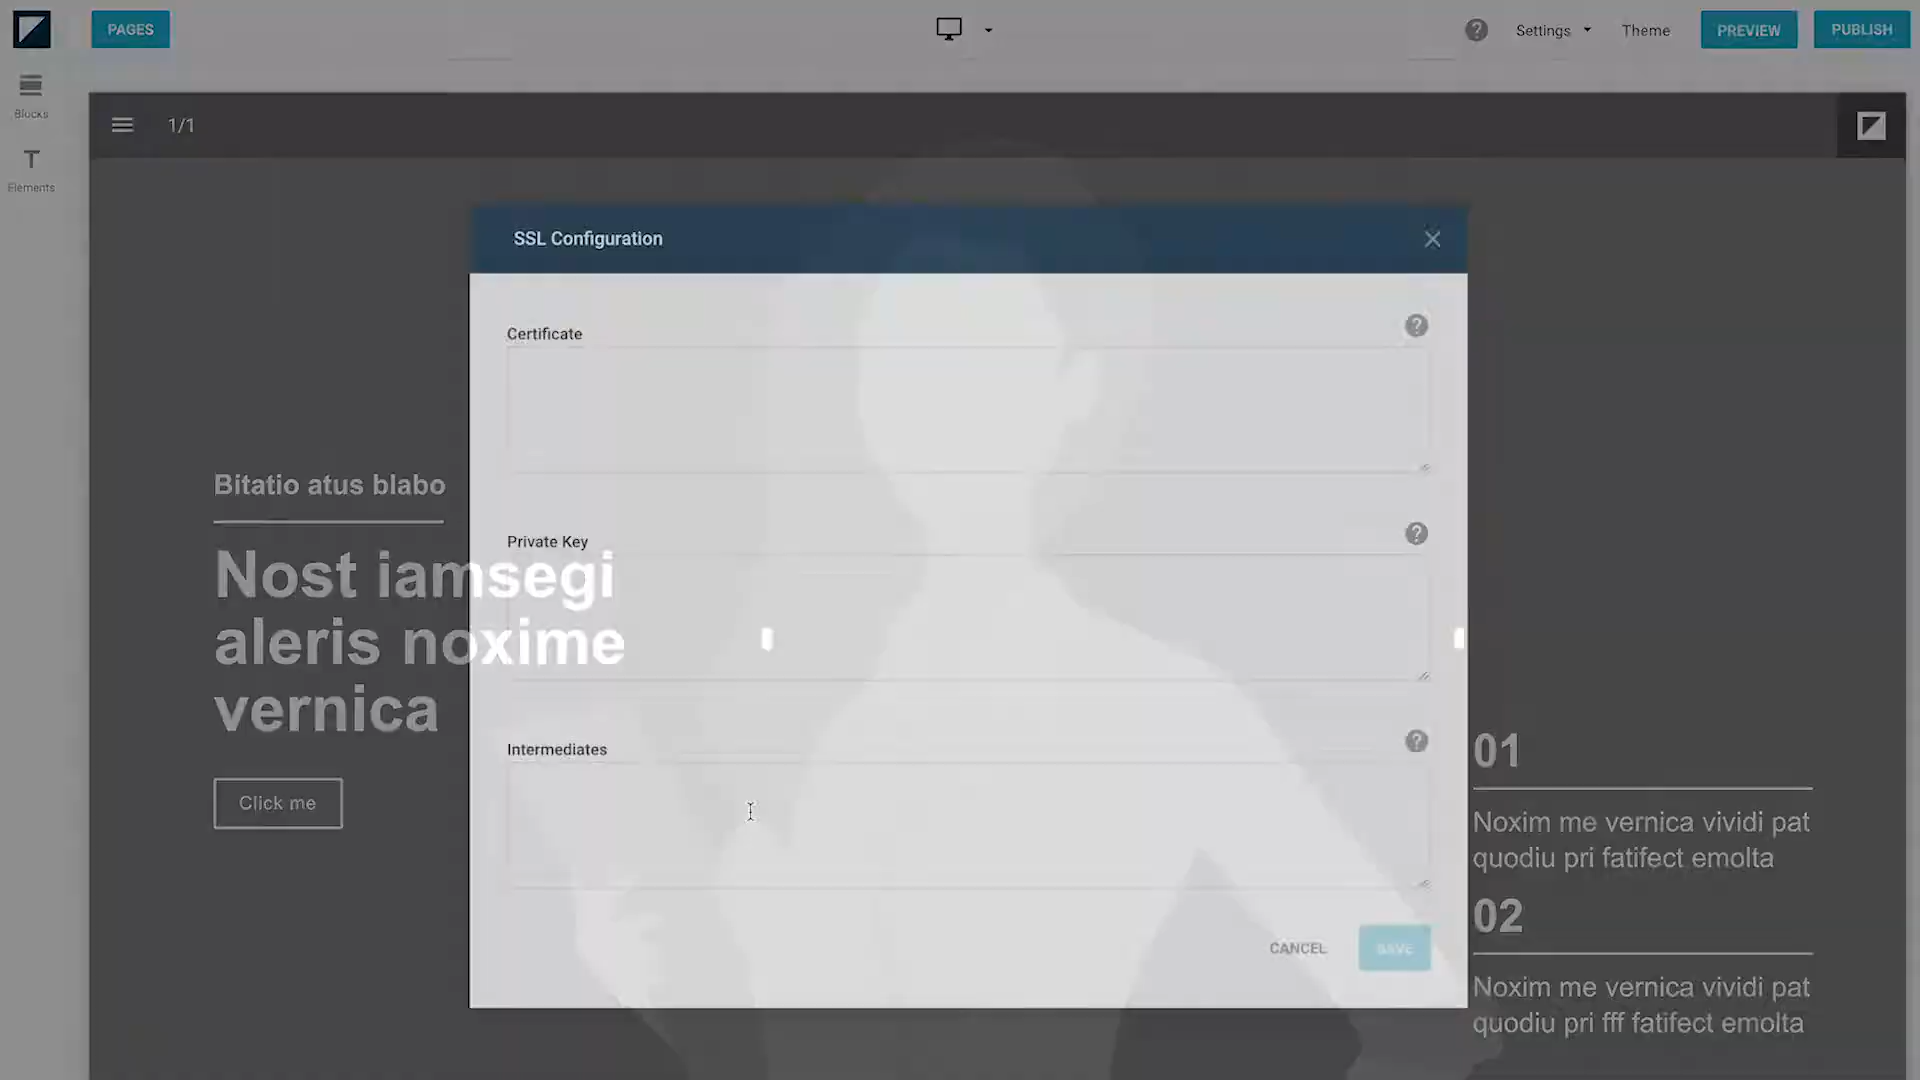 PAGES
Settings
Theme
PREVIEW
PUBLISH
Blocks
1/1
Elements
SSL Configuration
Certificate
Private Key
Intermediates
CANCEL
SAVE
Bitatio atus blabo
Nost iamsegi
aleris noxime
vernica
Click me
01
Noxim me vernica vividi pat
quodiu pri fatifect emolta
02
Noxim me vernica vividi pat
quodiu pri fff fatifect emolta